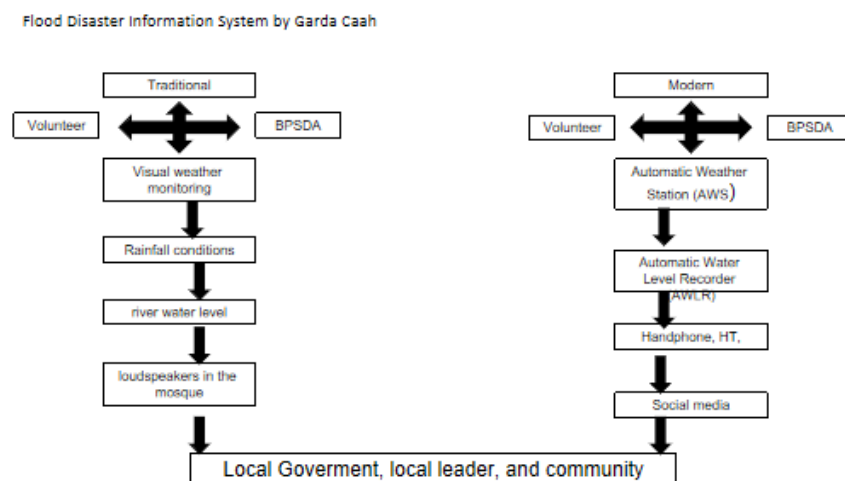 Flood Disaster Information System by Garda Caah
Traditional
Volunteer
BPSDA
Visual weather
monitoring
Rainfall conditions
river water level
loudspeakers in the
mosque
Modern
Volunteer
BPSDA
Automatic Weather
Station (AWS)
Automatic Water
Level Recorder
(AWLR)
Handphone, HT,
Social media
Local Goverment, local leader, and community